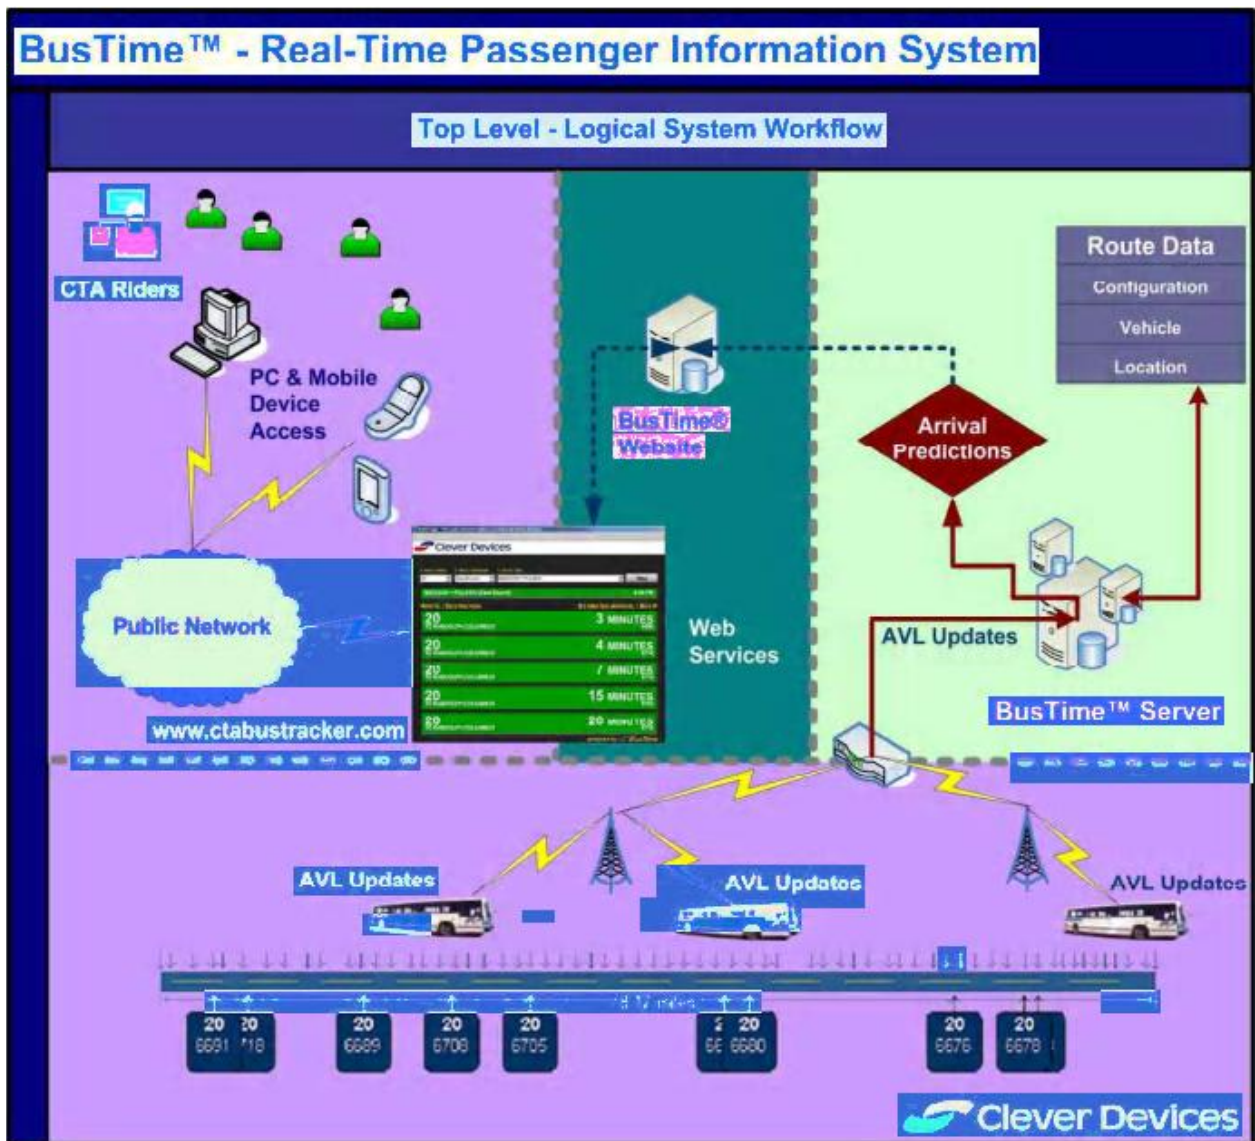 BusTime™ - Real-Time Passenger Information System
Top Level - Logical System Workflow
CTA Riders
PC & Mobile
Device
Access
Public Network
www.ctabustracker.com
BusTime®
Website
Clever Devices
20
3 MINUTES
20
4 MINUTES
20
7 MINUTES
20
15 MINUTES
20
20 MINUTES
Web
Services
Route Data
Configuration
Vehicle
Location
Arrival
Predictions
AVL Updates
BusTime™ Server
AVL Updates
AVL Updates
AVL Updates
20
6691
20
20
6689
20
6708
20
6705
20
6680
20
6676
20
6678
Clever Devices